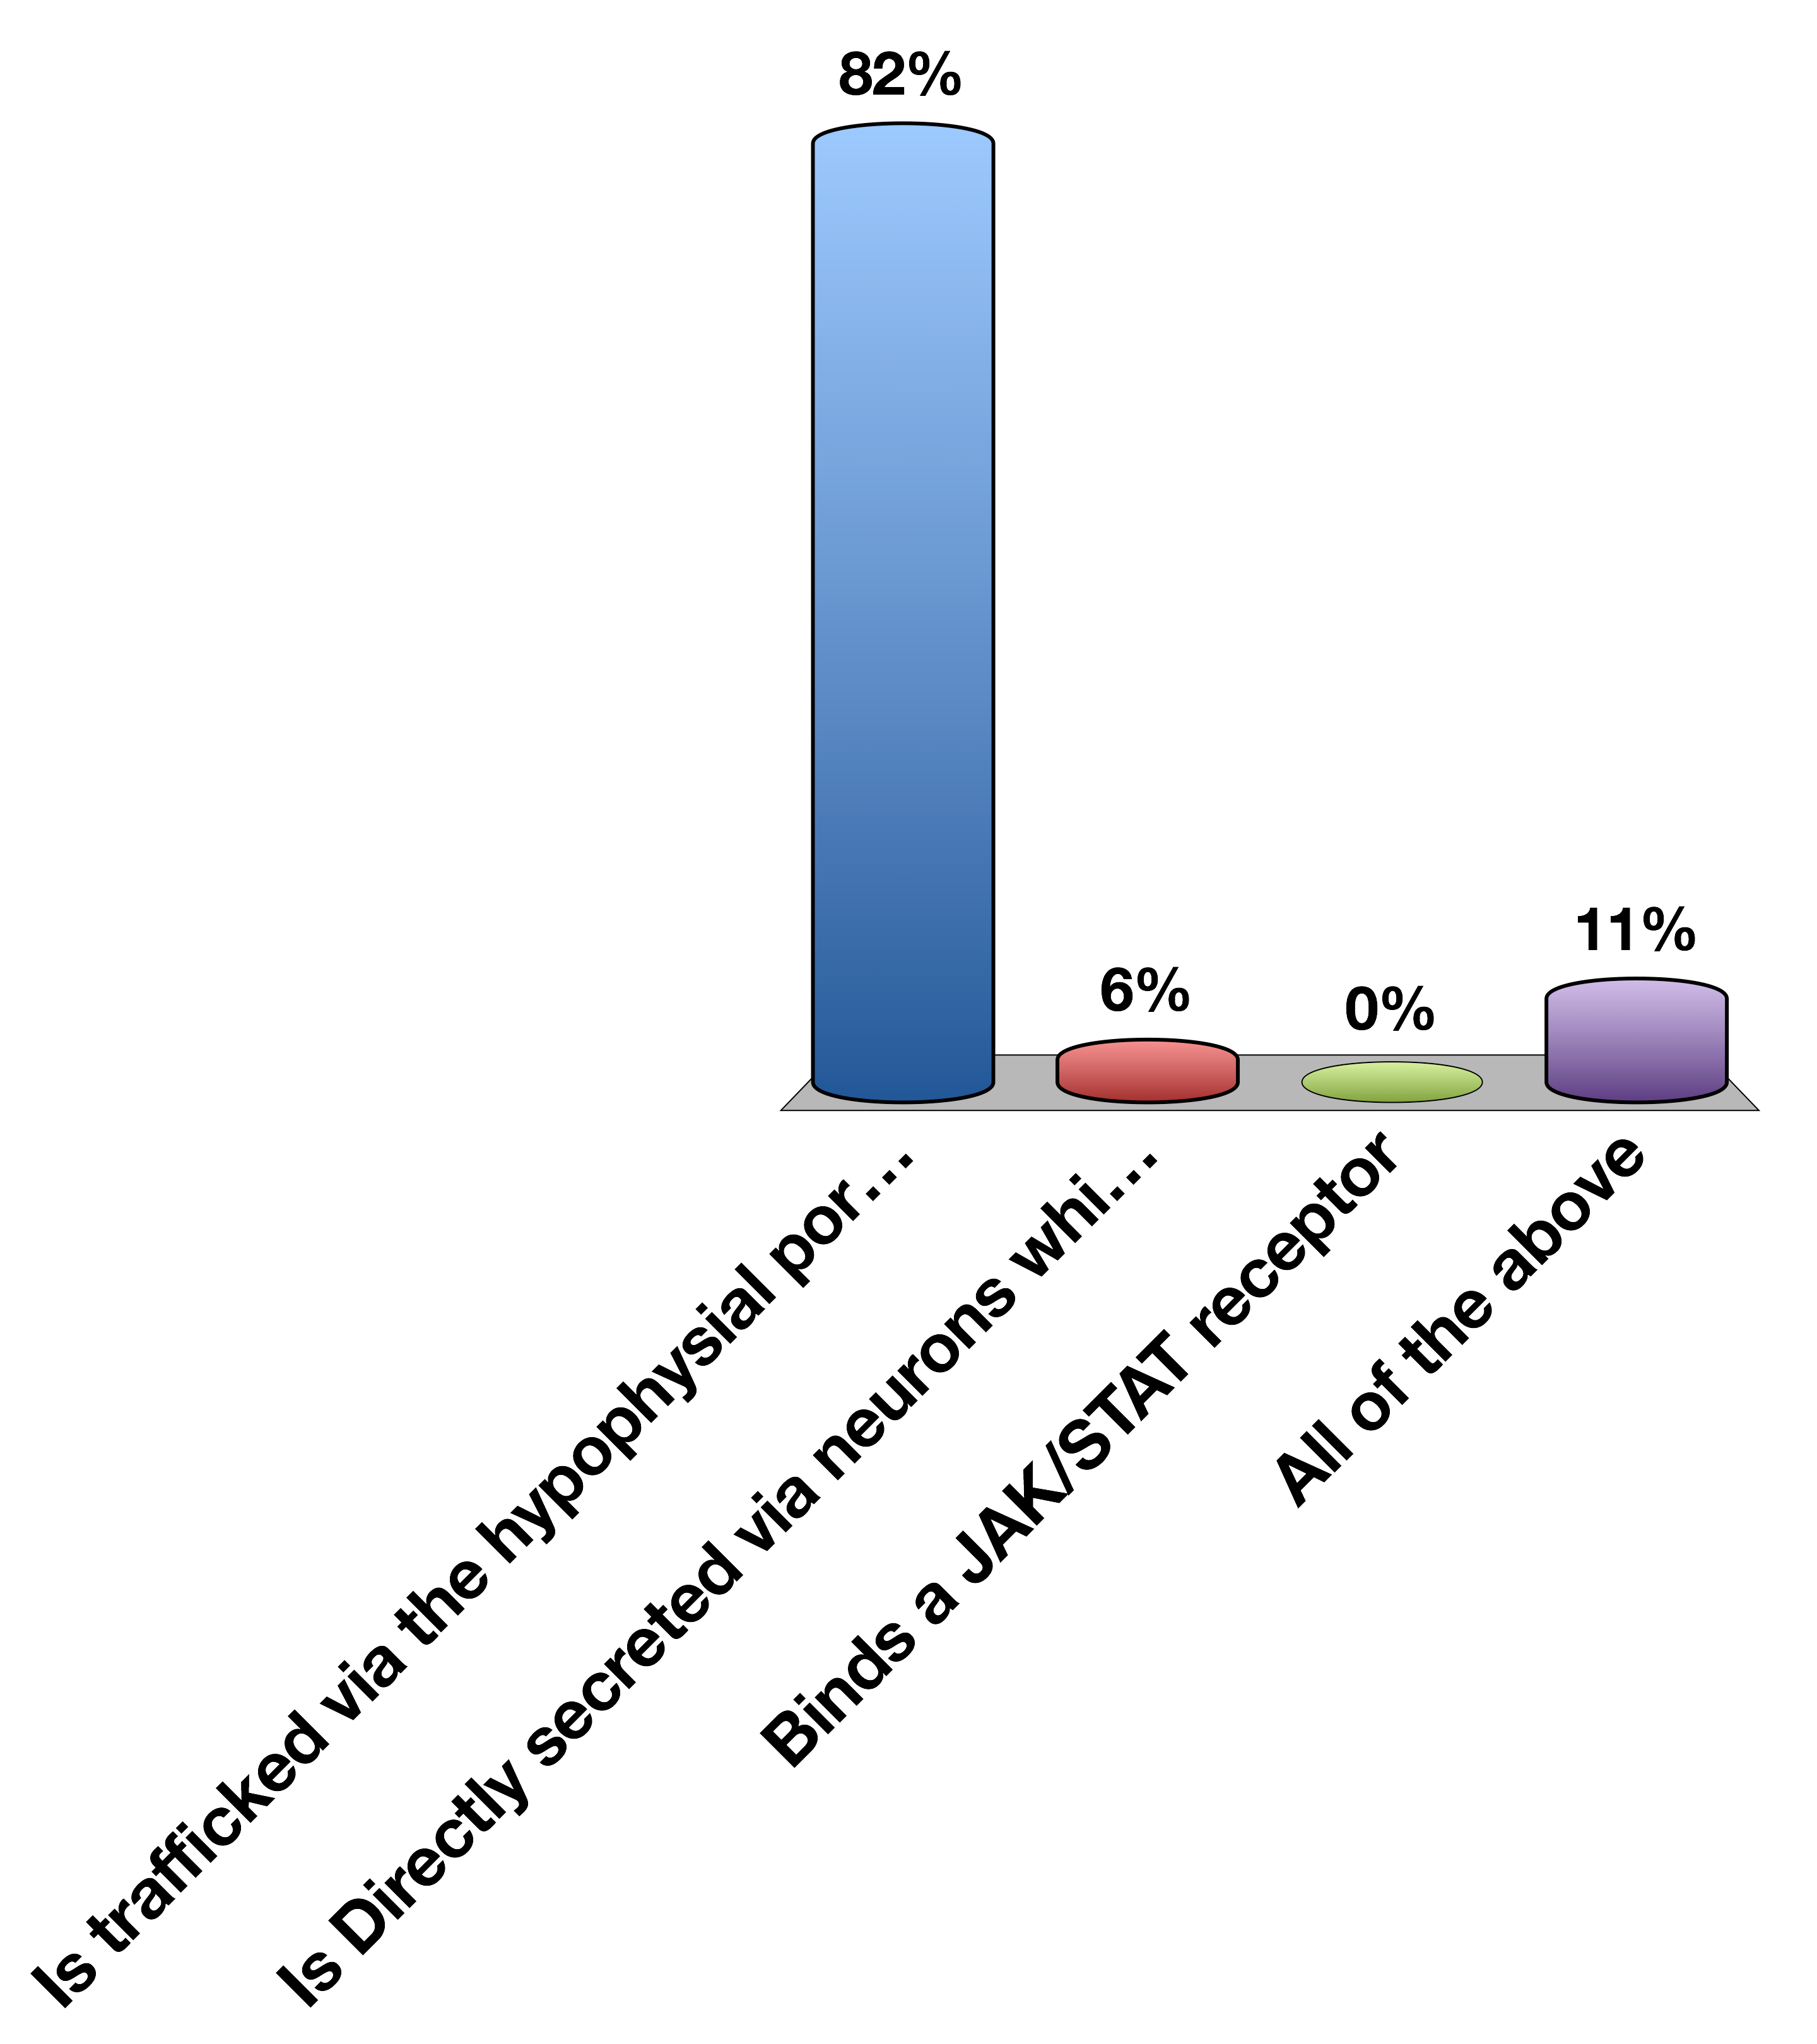 82%
6%
0%
11%
Is trafficked via the hypophysial por...
Is Directly secreted via neurons whi...
Binds a JAK/STAT receptor
All of the above